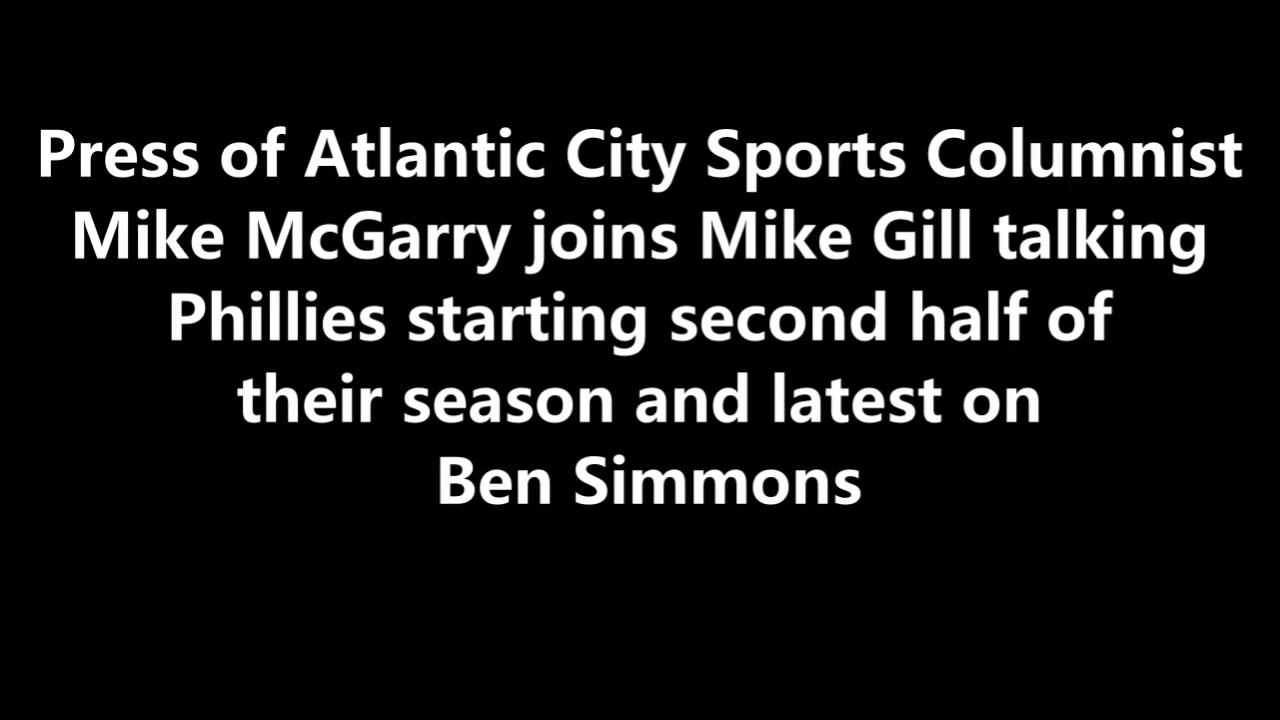 Press of Atlantic City Sports Columnist
Mike McGarry joins Mike Gill talking
Phillies starting second half of
their season and latest on
Ben Simmons